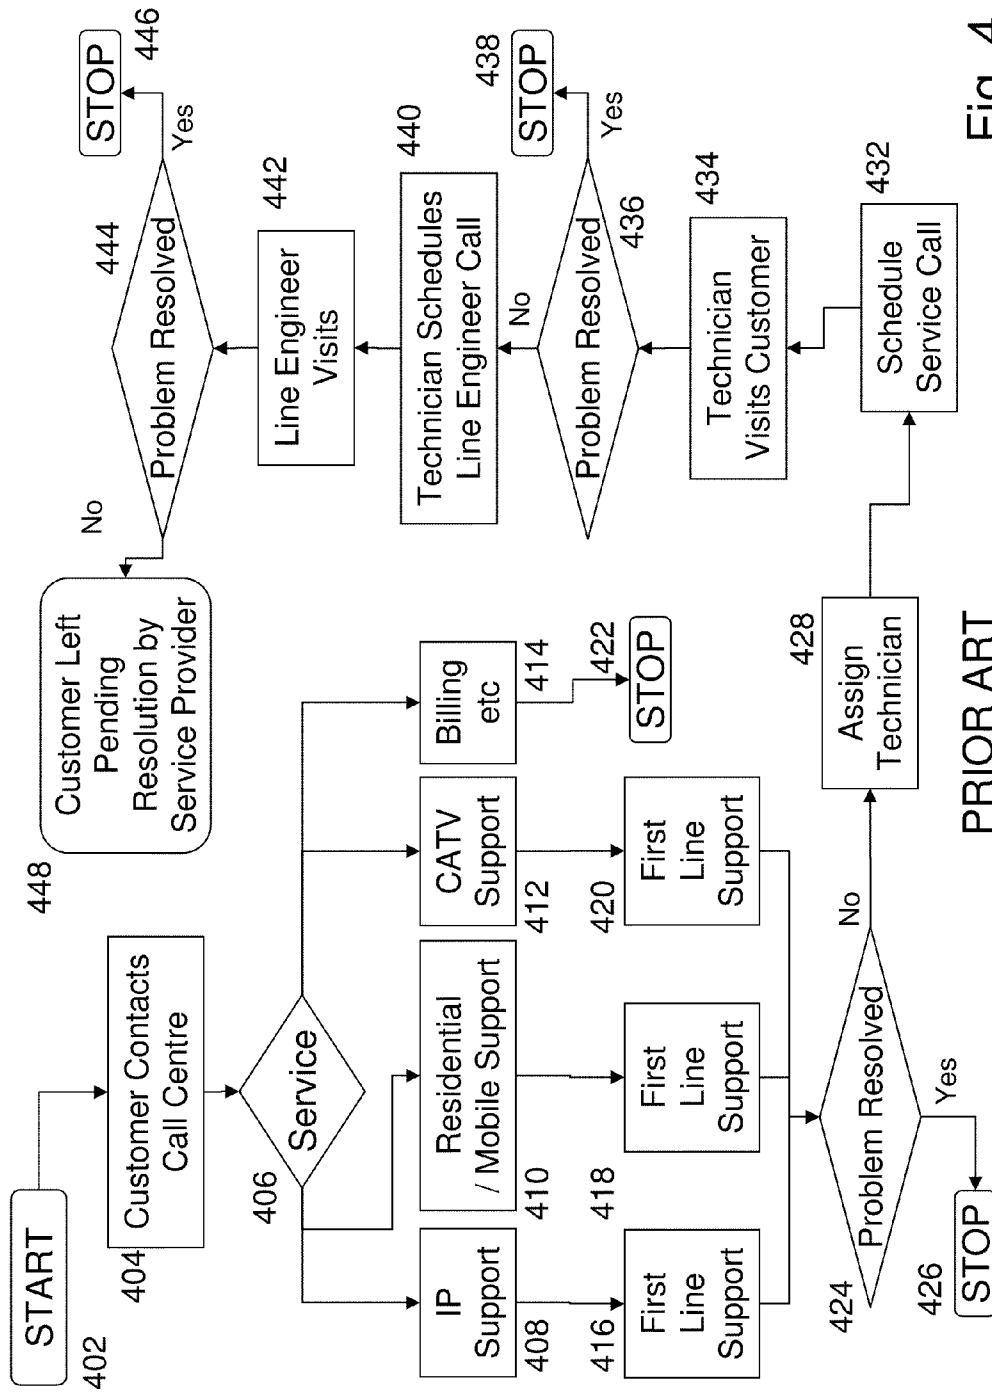 START
402
Customer Contacts
Call Centre
404
Service
406
IP
Support
408
Residential
/ Mobile Support
410
CATV
Support
412
Billing
etc
414
First
Line
Support
416
First
Line
Support
418
First
Line
Support
420
422
STOP
Problem Resolved
424
Yes
No
426
STOP
Assign
Technician
428
Schedule
Service Call
432
Technician
Visits Customer
434
Problem Resolved
436
Yes
No
STOP
438
Technician Schedules
Line Engineer Call
440
Line Engineer
Visits
442
Problem Resolved
444
Yes
No
STOP
446
Customer Left
Pending
Resolution by
Service Provider
448
PRIOR ART
Fig. 4